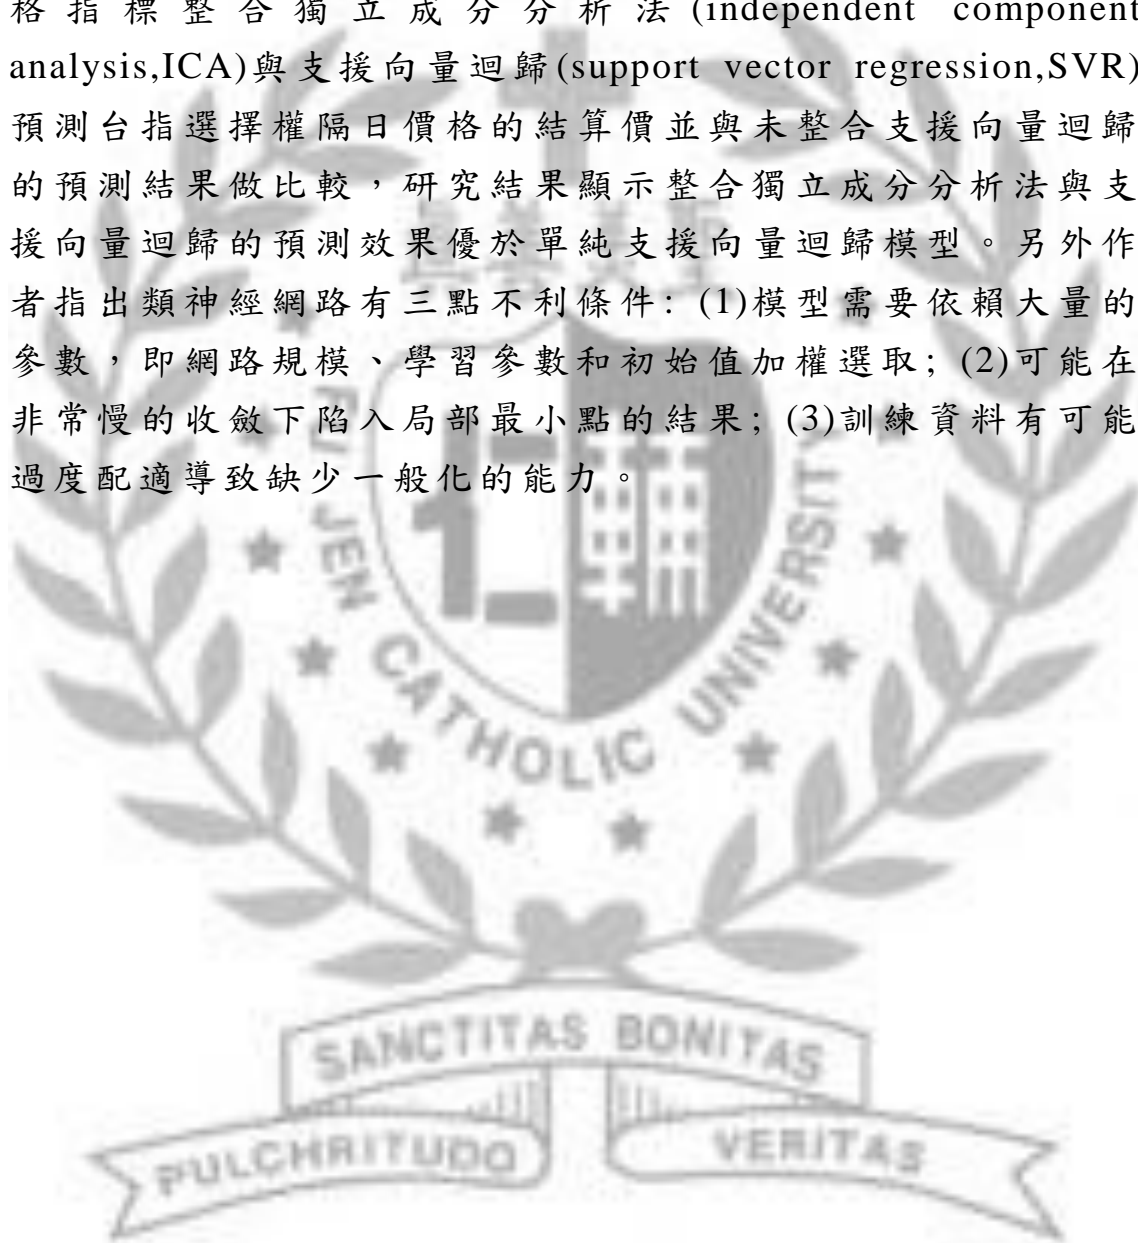 格指標整合獨立成分分析法(independent component
analysis,ICA)與支援向量迴歸(support vector regression,SVR)
預測台指選擇權隔日價格的結算價並與未整合支援向量迴歸
的預測結果做比較，研究結果顯示整合獨立成分分析法與支
援向量迴歸的預測效果優於單純支援向量迴歸模型。另外作
者指出類神經網路有三點不利條件: (1)模型需要依賴大量的
參數，即網路規模、學習參數和初始值加權選取; (2)可能在
非常慢的收斂下陷入局部最小點的結果; (3)訓練資料有可能
過度配適導致缺少一般化的能力。
JEN CATHOLIC UNIVERSIT
SANCTITAS BONITAS
PULCHRITUDO
VERITAS